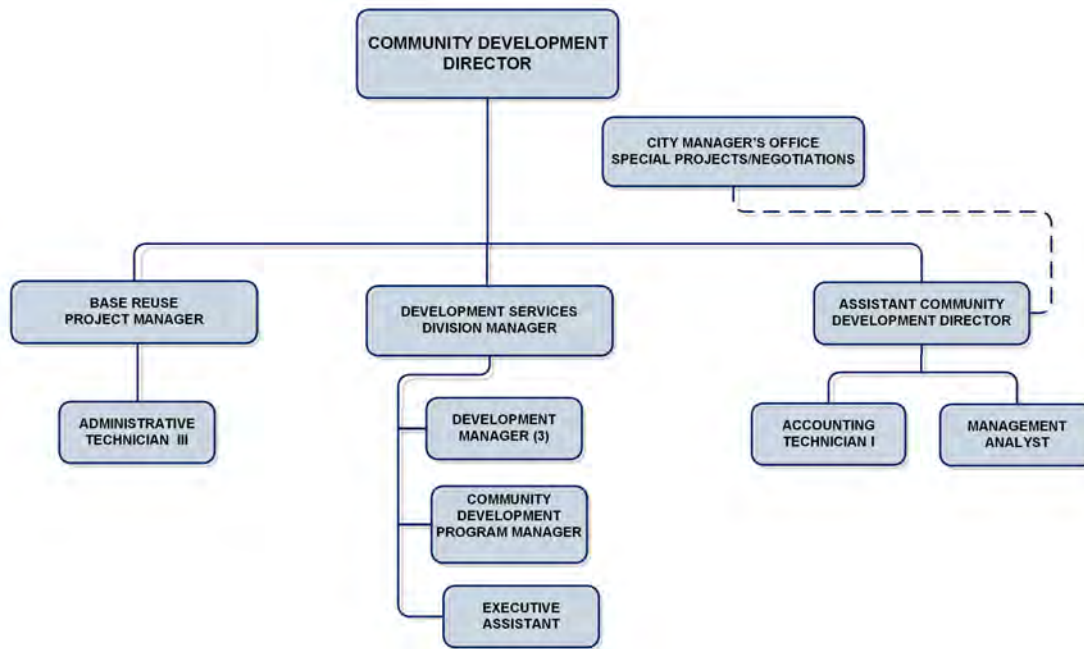 COMMUNITY DEVELOPMENT
DIRECTOR
CITY MANAGER'S OFFICE
SPECIAL PROJECTS/NEGOTIATIONS
BASE REUSE
PROJECT MANAGER
DEVELOPMENT SERVICES
DIVISION MANAGER
ASSISTANT COMMUNITY
DEVELOPMENT DIRECTOR
ADMINISTRATIVE
TECHNICIAN III
DEVELOPMENT
MANAGER (3)
COMMUNITY
DEVELOPMENT
PROGRAM MANAGER
EXECUTIVE
ASSISTANT
ACCOUNTING
TECHNICIAN I
MANAGEMENT
ANALYST